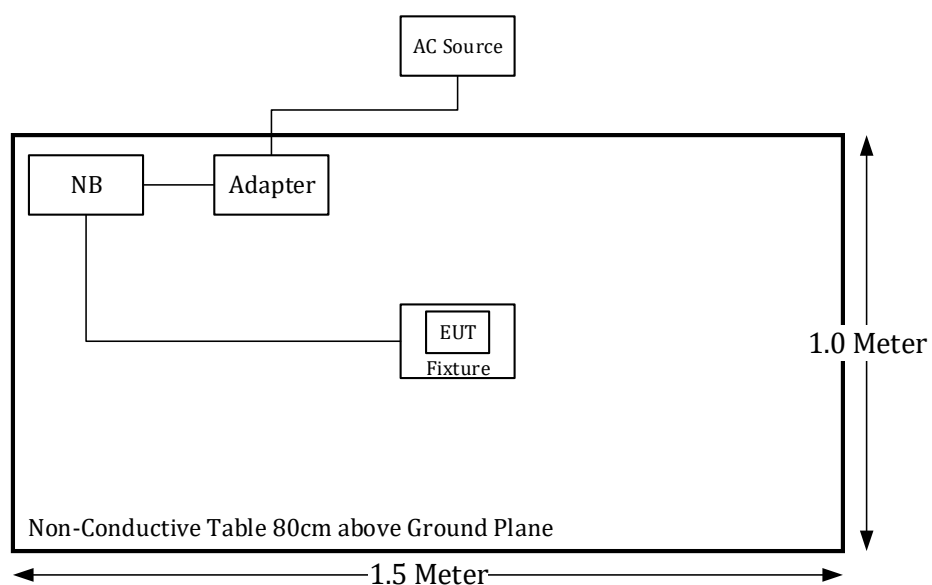 AC Source
NB
Adapter
EUT
Fixture
1.0 Meter
Non-Conductive Table 80cm above Ground Plane
1.5 Meter